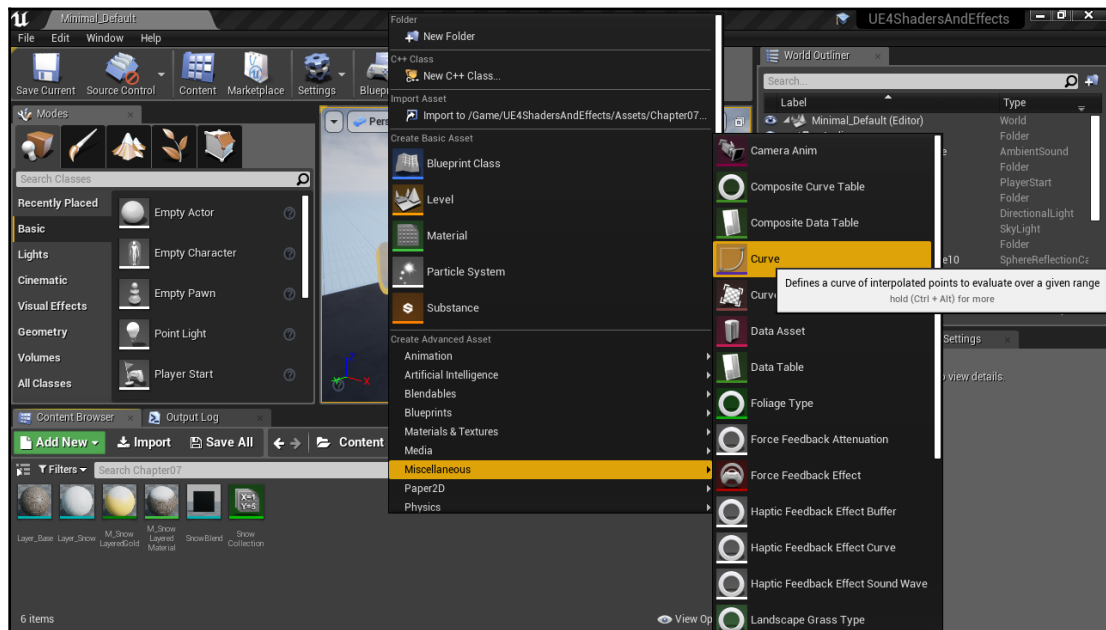 Minimal_Default
UE4ShadersAndEffects
File Edit Window Help
Save Current
Source Control
Content
Marketplace
Settings
Modes
Search Classes
Recently Placed
Basic
Lights
Cinematic
Visual Effects
Geometry
Volumes
All Classes
Empty Actor
Empty Character
Empty Pawn
Point Light
Player Start
Z
X
Folder
New Folder
C++ Class
New C++ Class...
Import Asset
Import to /Game/UE4ShadersAndEffects/Assets/Chapter07...
Create Basic Asset
Blueprint Class
Level
Material
Particle System
Substance
Create Advanced Asset
Animation
Artificial Intelligence
Blendables
Blueprints
Materials & Textures
Media
Miscellaneous
Paper2D
Physics
Camera Anim
Composite Curve Table
Composite Data Table
Curve
Defines a curve of interpolated points to evaluate over a given range
hold (Ctrl + Alt) for more
Data Asset
Data Table
Foliage Type
Force Feedback Attenuation
Force Feedback Effect
Haptic Feedback Effect Buffer
Haptic Feedback Effect Curve
Haptic Feedback Effect Sound Wave
Landscape Grass Type
World Outliner
Search...
Label Type
Minimal_Default (Editor) World
Folder
AmbientSound
Folder
PlayerStart
Folder
DirectionalLight
SkyLight
Folder
Settings
view details.
Content Browser
Output Log
Add New
Import
Save All
Content
Filters
Search Chapter07
X=1
Y=5
Layer_Base
Layer_Snow
M_Snow
LayeredGold
M_Snow
Layered
Material
SnowBlend
Snow
Collection
6 items